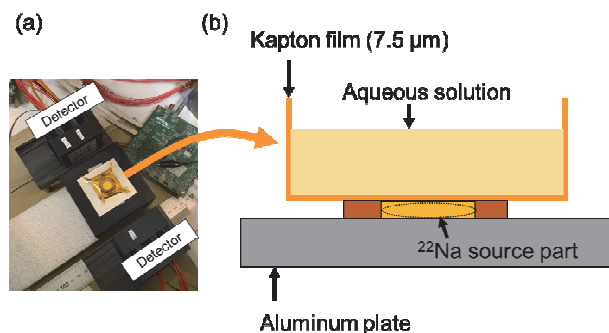 (a)
(b)
Kapton film (7.5 µm)
Detector
Aqueous solution
Detector
²²Na source part
Aluminum plate